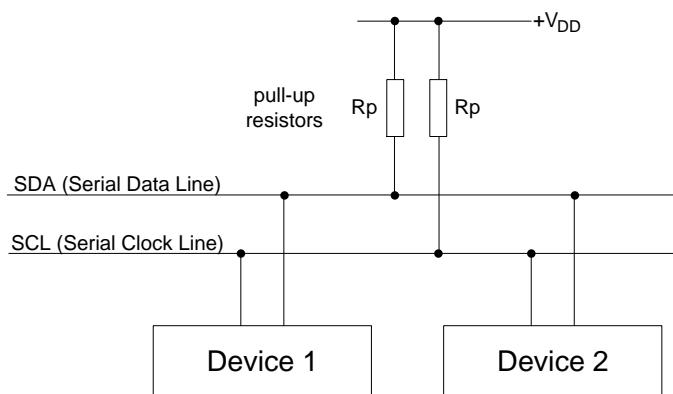 +VDD
pull-up
resistors
Rp
Rp
SDA (Serial Data Line)
SCL (Serial Clock Line)
Device 1
Device 2